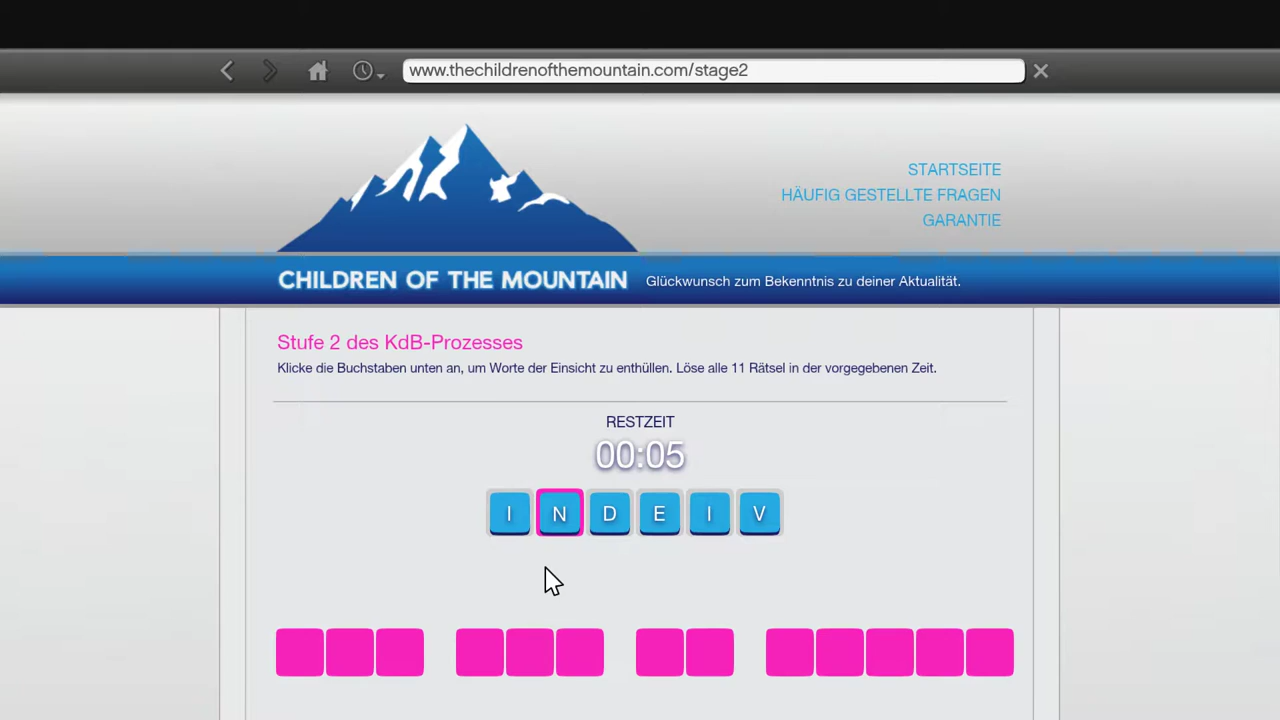 www.thechildrenofthemountain.com/stage2
STARTSEITE
HÄUFIG GESTELLTE FRAGEN
GARANTIE
CHILDREN OF THE MOUNTAIN Glückwunsch zum Bekenntnis zu deiner Aktualität.
Stufe 2 des KdB-Prozesses
Klicke die Buchstaben unten an, um Worte der Einsicht zu enthüllen. Löse alle 11 Rätsel in der vorgegebenen Zeit.
RESTZEIT
00:05
I N D E I V